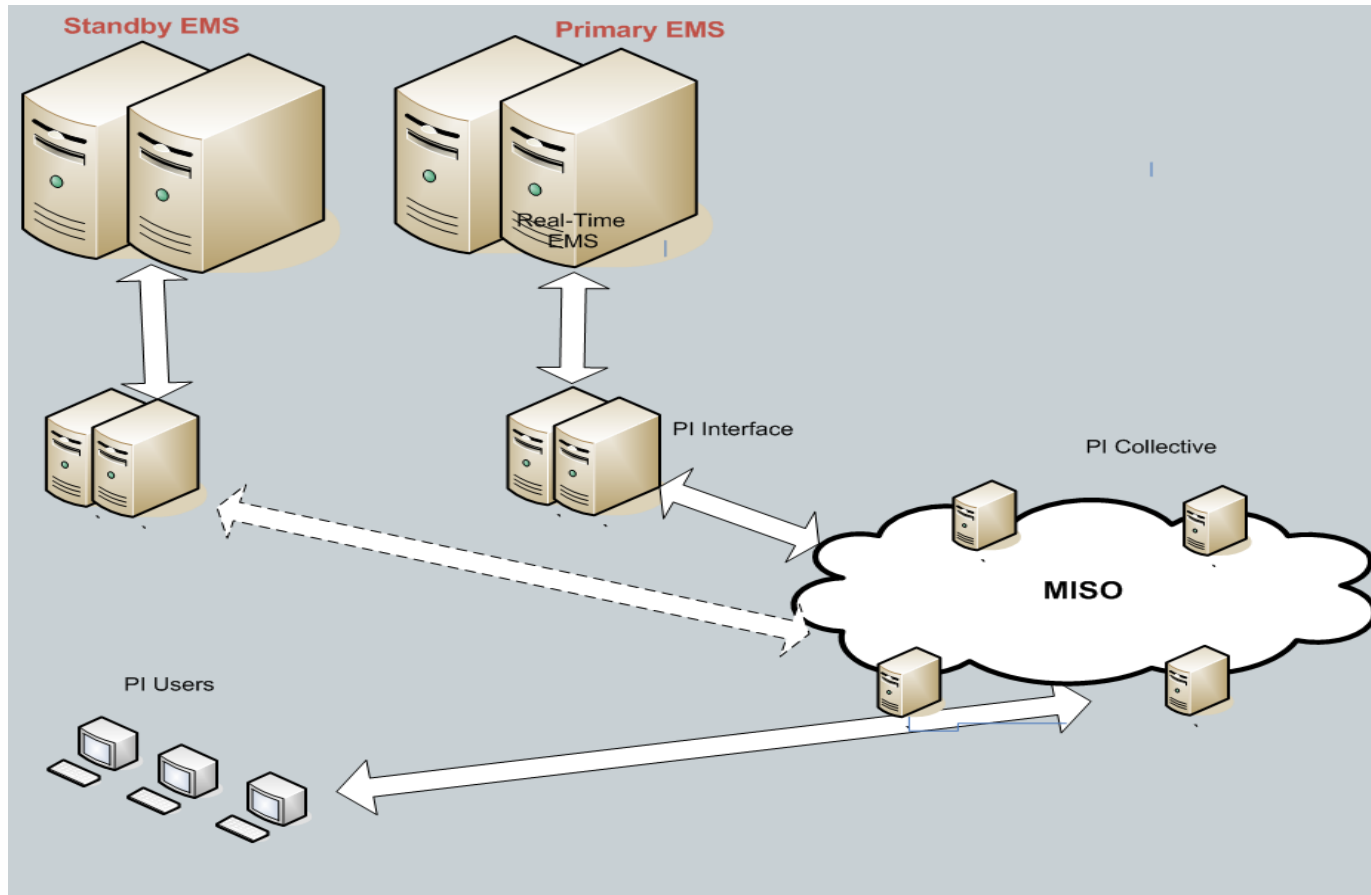 Standby EMS
Primary EMS
Real-Time
EMS
PI Interface
PI Collective
MISO
PI Users